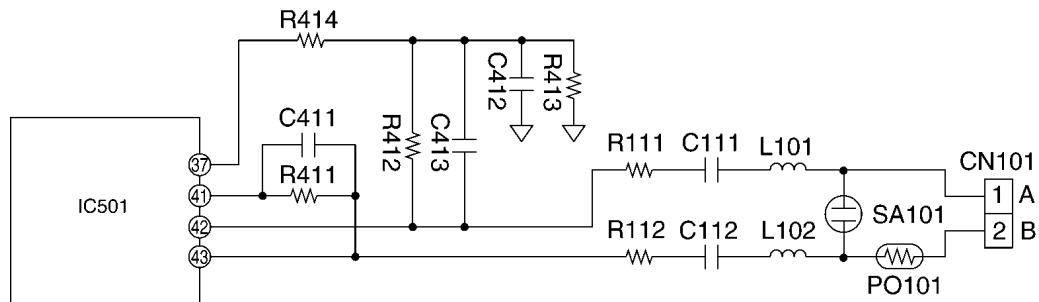 R414
C411
R411
R412
C413
C412
R413
R111
C111
L101
CN101
37
41
42
43
IC501
1
A
SA101
2
B
R112
C112
L102
PO101